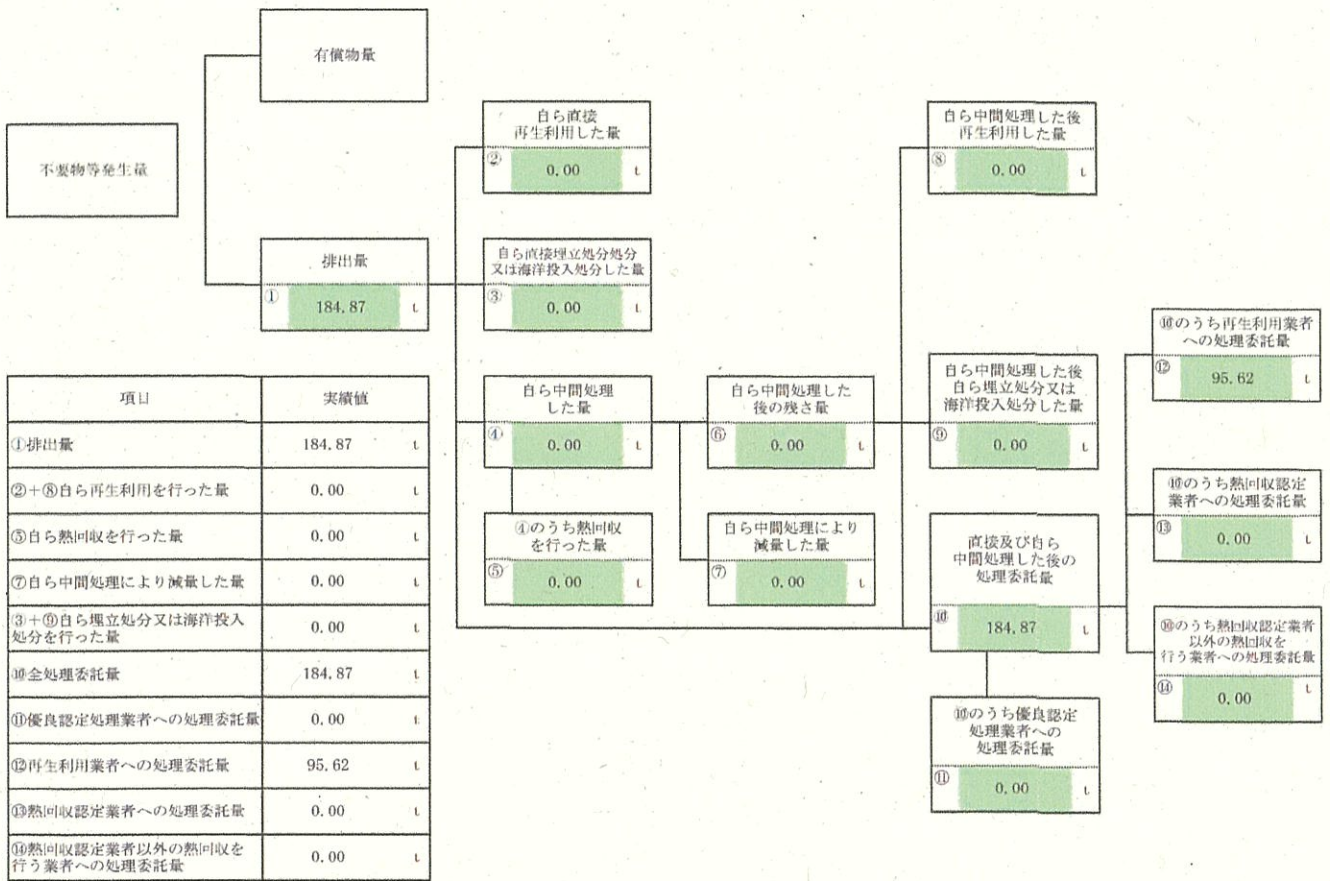 有償物量
不要物等発生量
排出量
① 184.87 t
自ら直接
再生利用した量
② 0.00 t
自ら直接埋立処分処分
又は海洋投入処分した量
③ 0.00 t
自ら中間処理
した量
④ 0.00 t
④のうち熱回収
を行った量
⑤ 0.00 t
自ら中間処理した
後の残さ量
⑥ 0.00 t
自ら中間処理により
減量した量
⑦ 0.00 t
自ら中間処理した後
再生利用した量
⑧ 0.00 t
自ら中間処理した後
自ら埋立処分又は
海洋投入処分した量
⑨ 0.00 t
直接及び自ら
中間処理した後の
処理委託量
⑩ 184.87 t
⑩のうち優良認定
処理業者への
処理委託量
⑪ 0.00 t
⑩のうち再生利用業者
への処理委託量
⑫ 95.62 t
⑩のうち熱回収認定
業者への処理委託量
⑬ 0.00 t
⑩のうち熱回収認定業者
以外の熱回収を
行う業者への処理委託量
⑭ 0.00 t
項目 実績値
①排出量 184.87 t
②+⑧自ら再生利用を行った量 0.00 t
⑤自ら熱回収を行った量 0.00 t
⑦自ら中間処理により減量した量 0.00 t
③+⑨自ら埋立処分又は海洋投入
処分を行った量 0.00 t
⑩全処理委託量 184.87 t
⑪優良認定処理業者への処理委託量 0.00 t
⑫再生利用業者への処理委託量 95.62 t
⑬熱回収認定業者への処理委託量 0.00 t
⑭熱回収認定業者以外の熱回収を
行う業者への処理委託量 0.00 t